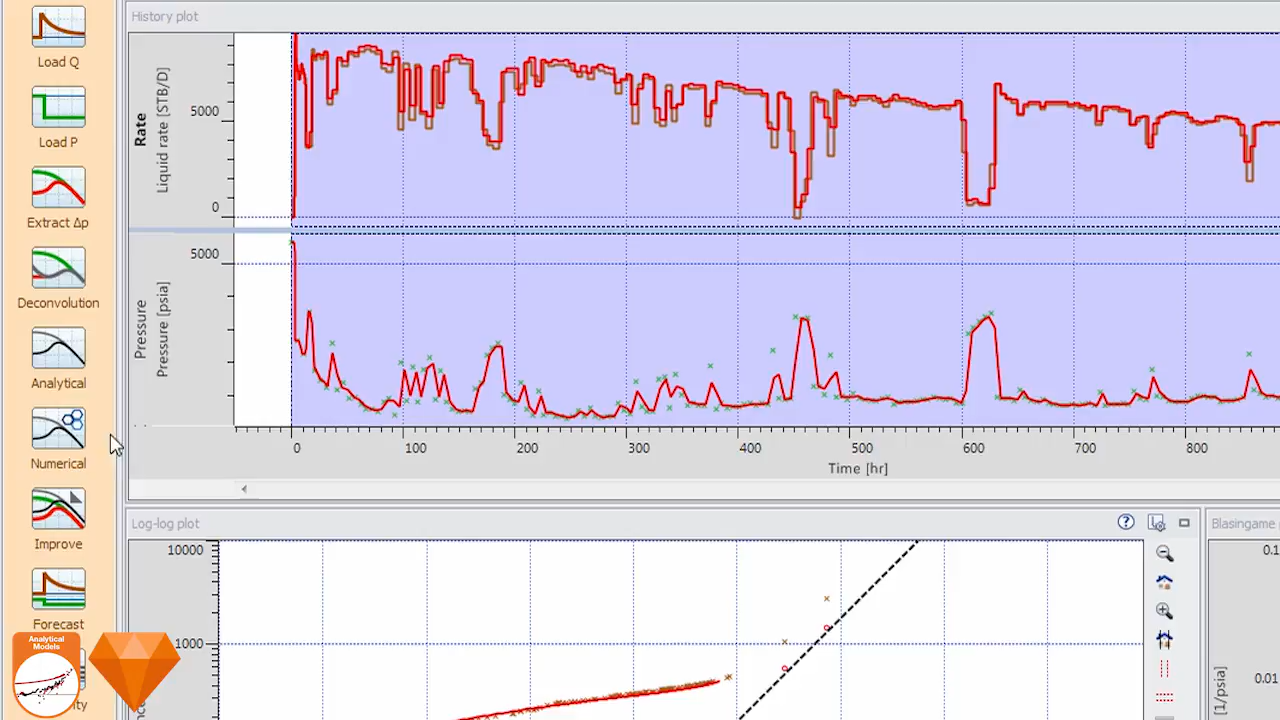 Load Q
Load P
Extract Δp
Deconvolution
Analytical
Numerical
Improve
Forecast
Analytical
Models
History plot
Rate
Liquid rate [STB/D]
5000
0
Pressure
Pressure [psia]
5000
0
100
200
300
400
500
600
700
800
Time [hr]
Log-log plot
10000
1000
Blasingame
0.1
0.01
[1/psia]